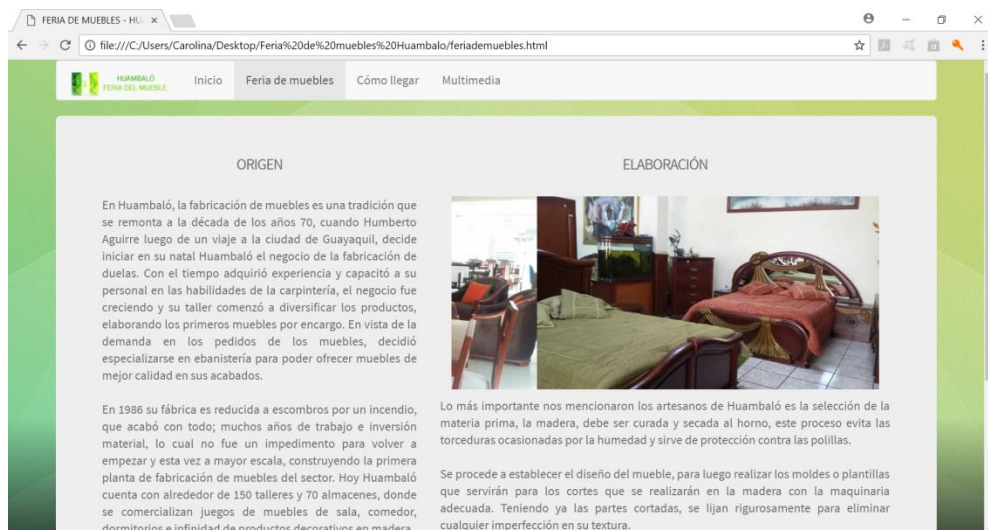 FERIA DE MUEBLES - HU
file:///C:/Users/Carolina/Desktop/Feria%20de%20muebles%20Huambalo/feriademuebles.html
HUAMBALÓ
FERIA DEL MUEBLE
Inicio Feria de muebles Cómo llegar Multimedia
ORIGEN
En Huambaló, la fabricación de muebles es una tradición que
se remonta a la década de los años 70, cuando Humberto
Aguirre luego de un viaje a la ciudad de Guayaquil, decide
iniciar en su natal Huambaló el negocio de la fabricación de
duelas. Con el tiempo adquirió experiencia y capacitó a su
personal en las habilidades de la carpintería, el negocio fue
creciendo y su taller comenzó a diversificar los productos,
elaborando los primeros muebles por encargo. En vista de la
demanda en los pedidos de los muebles, decidió
especializarse en ebanistería para poder ofrecer muebles de
mejor calidad en sus acabados.
En 1986 su fábrica es reducida a escombros por un incendio,
que acabó con todo; muchos años de trabajo e inversión
material, lo cual no fue un impedimento para volver a
empezar y esta vez a mayor escala, construyendo la primera
planta de fabricación de muebles del sector. Hoy Huambaló
cuenta con alrededor de 150 talleres y 70 almacenes, donde
se comercializan juegos de muebles de sala, comedor,
dormitorios e infinidad de productos decorativos en madera
ELABORACIÓN
Lo más importante nos mencionaron los artesanos de Huambaló es la selección de la
materia prima, la madera, debe ser curada y secada al horno, este proceso evita las
torceduras ocasionadas por la humedad y sirve de protección contra las polillas.
Se procede a establecer el diseño del mueble, para luego realizar los moldes o plantillas
que servirán para los cortes que se realizarán en la madera con la maquinaria
adecuada. Teniendo ya las partes cortadas, se lijan rigurosamente para eliminar
cualquier imperfección en su textura.